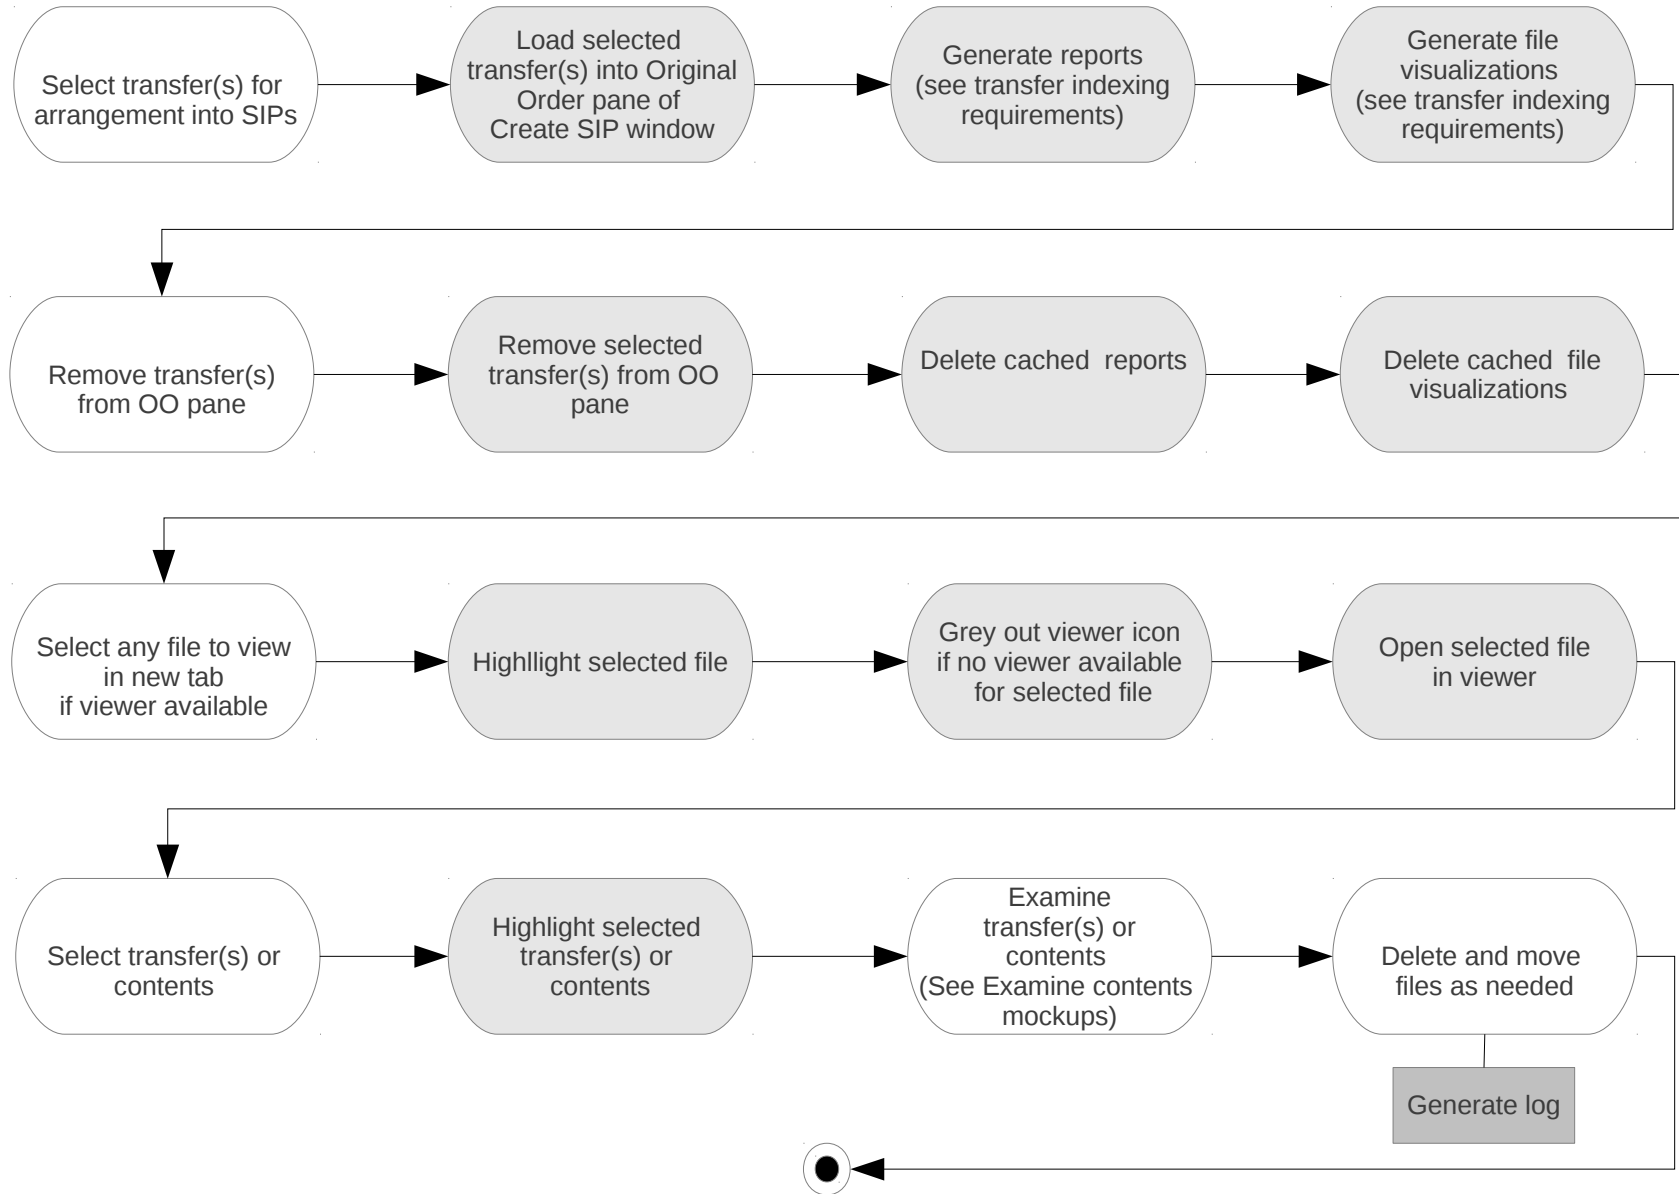 Select transfer(s) for
arrangement into SIPs
Load selected
transfer(s) into Original
Order pane of
Create SIP window
Generate reports
(see transfer indexing
requirements)
Generate file
visualizations
(see transfer indexing
requirements)
Remove transfer(s)
from OO pane
Remove selected
transfer(s) from OO
pane
Delete cached  reports
Delete cached  file
visualizations
Select any file to view
in new tab
if viewer available
Highllight selected file
Grey out viewer icon
if no viewer available
for selected file
Open selected file
in viewer
Select transfer(s) or
contents
Highlight selected
transfer(s) or
contents
Examine
transfer(s) or
contents
(See Examine contents
mockups)
Delete and move
files as needed
Generate log